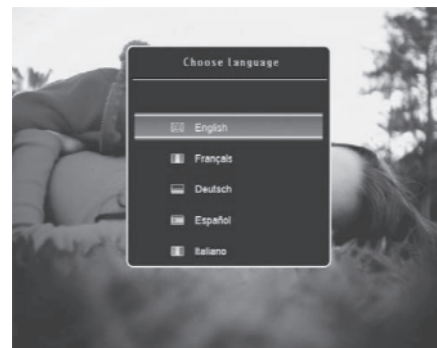 Choose language
English
Français
Deutsch
Español
Italiano